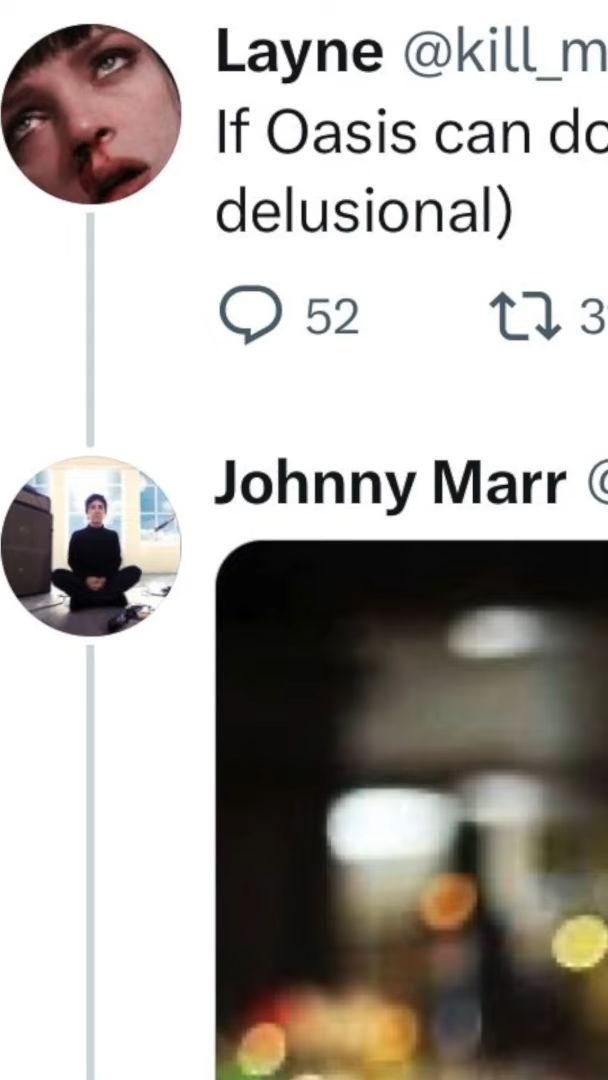 Layne @kill_m
If Oasis can do
delusional)
52
Johnny Marr @